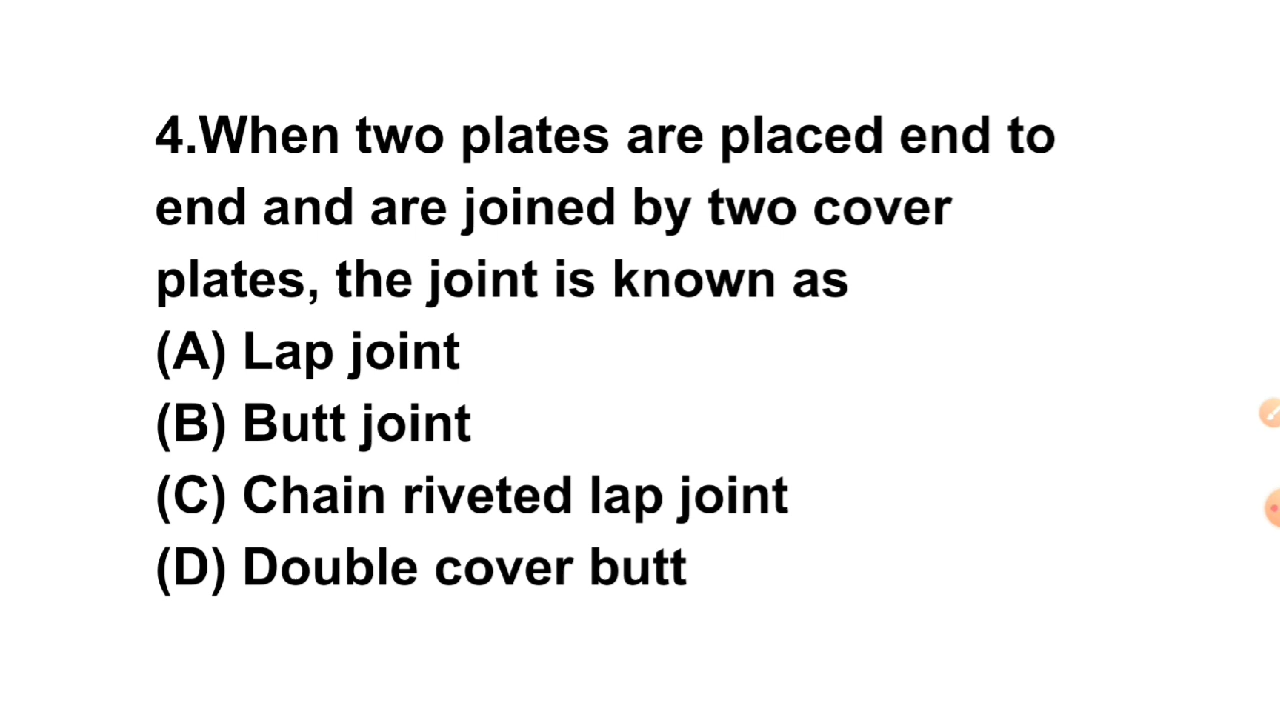 4.When two plates are placed end to
end and are joined by two cover
plates, the joint is known as
(A) Lap joint
(B) Butt joint
(C) Chain riveted lap joint
(D) Double cover butt